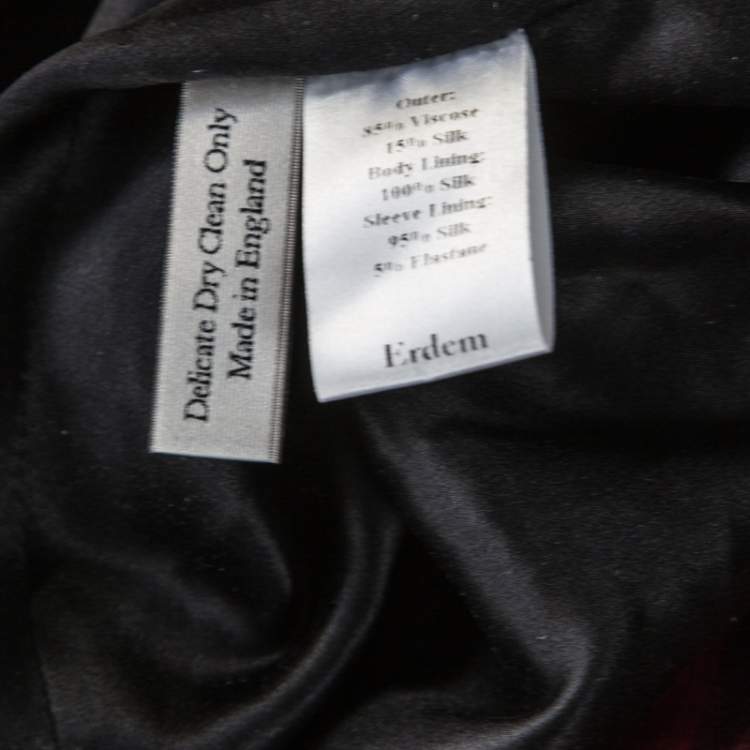 Delicate Dry Clean Only
Made in England
Outer:
85% Viscose
15% Silk
Body Lining:
100% Silk
Sleeve Lining:
95% Silk
5% Elastane
Erdem